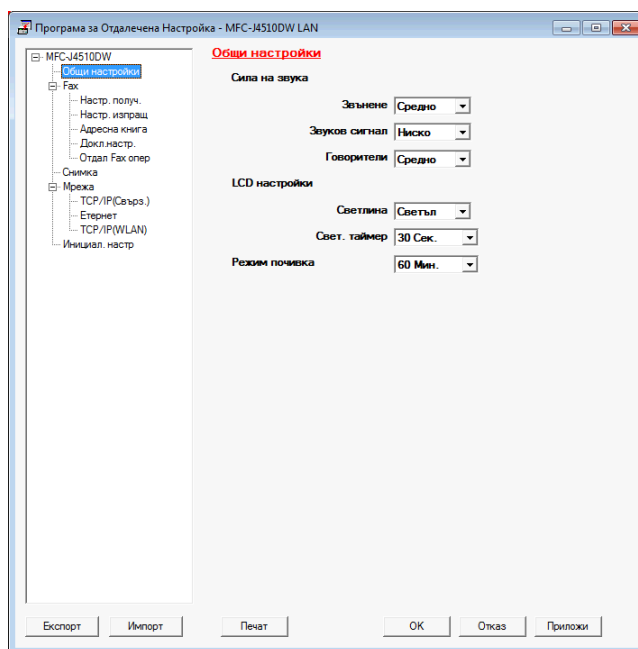 Програма за Отдалечена Настройка - MFC-J4510DW LAN
MFC-J4510DW
Общи настройки
Fax
Настр. получ.
Настр. изпращ
Адресна книга
Докл.настр.
Отдал Fax опер
Снимка
Мрежа
TCP/IP(Свърз.)
Етернет
TCP/IP(WLAN)
Инициал. настр
Общи настройки
Сила на звука
Звънене Средно
Звуков сигнал Ниско
Говорители Средно
LCD настройки
Светлина Светъл
Свет. таймер 30 Сек.
Режим почивка 60 Мин.
Експорт Импорт Печат OK Отказ Приложи